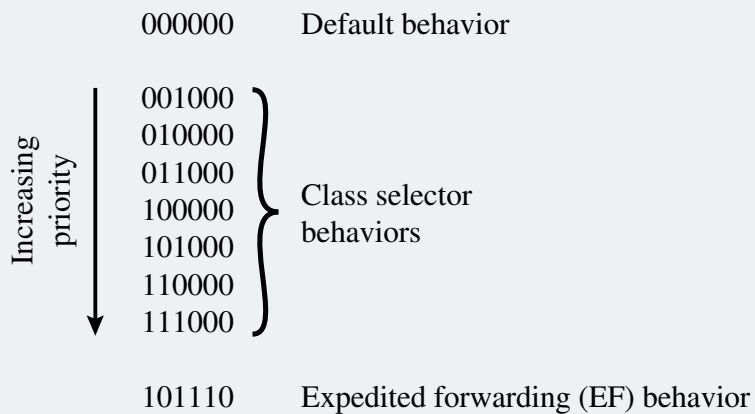 000000 Default behavior
Increasing
priority
001000
010000
011000
100000
101000
110000
111000
Class selector
behaviors
101110 Expedited forwarding (EF) behavior